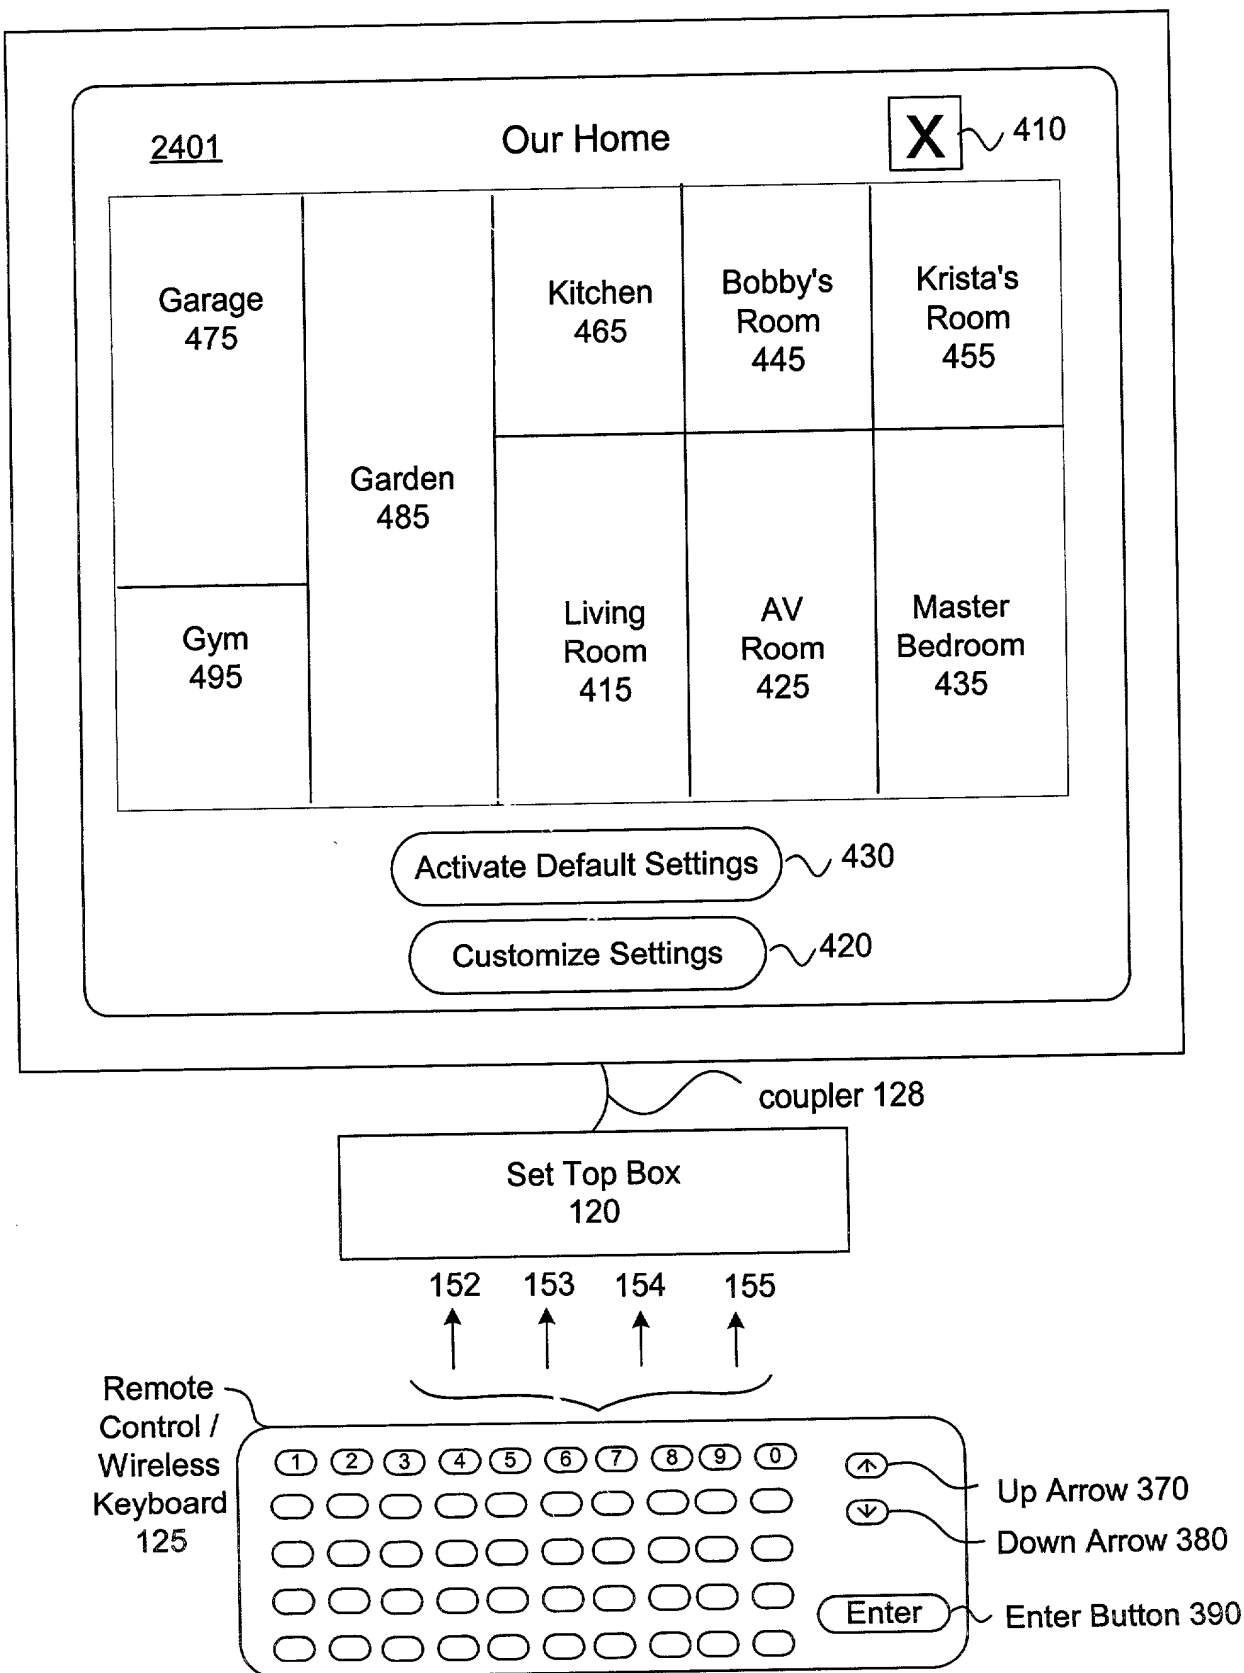 2401
Our Home
X
410
Garage
475
Garden
485
Kitchen
465
Bobby's
Room
445
Krista's
Room
455
Gym
495
Living
Room
415
AV
Room
425
Master
Bedroom
435
Activate Default Settings
430
Customize Settings
420
coupler 128
Set Top Box
120
152 153 154 155
Remote
Control /
Wireless
Keyboard
125
1 2 3 4 5 6 7 8 9 0
Up Arrow 370
Down Arrow 380
Enter
Enter Button 390